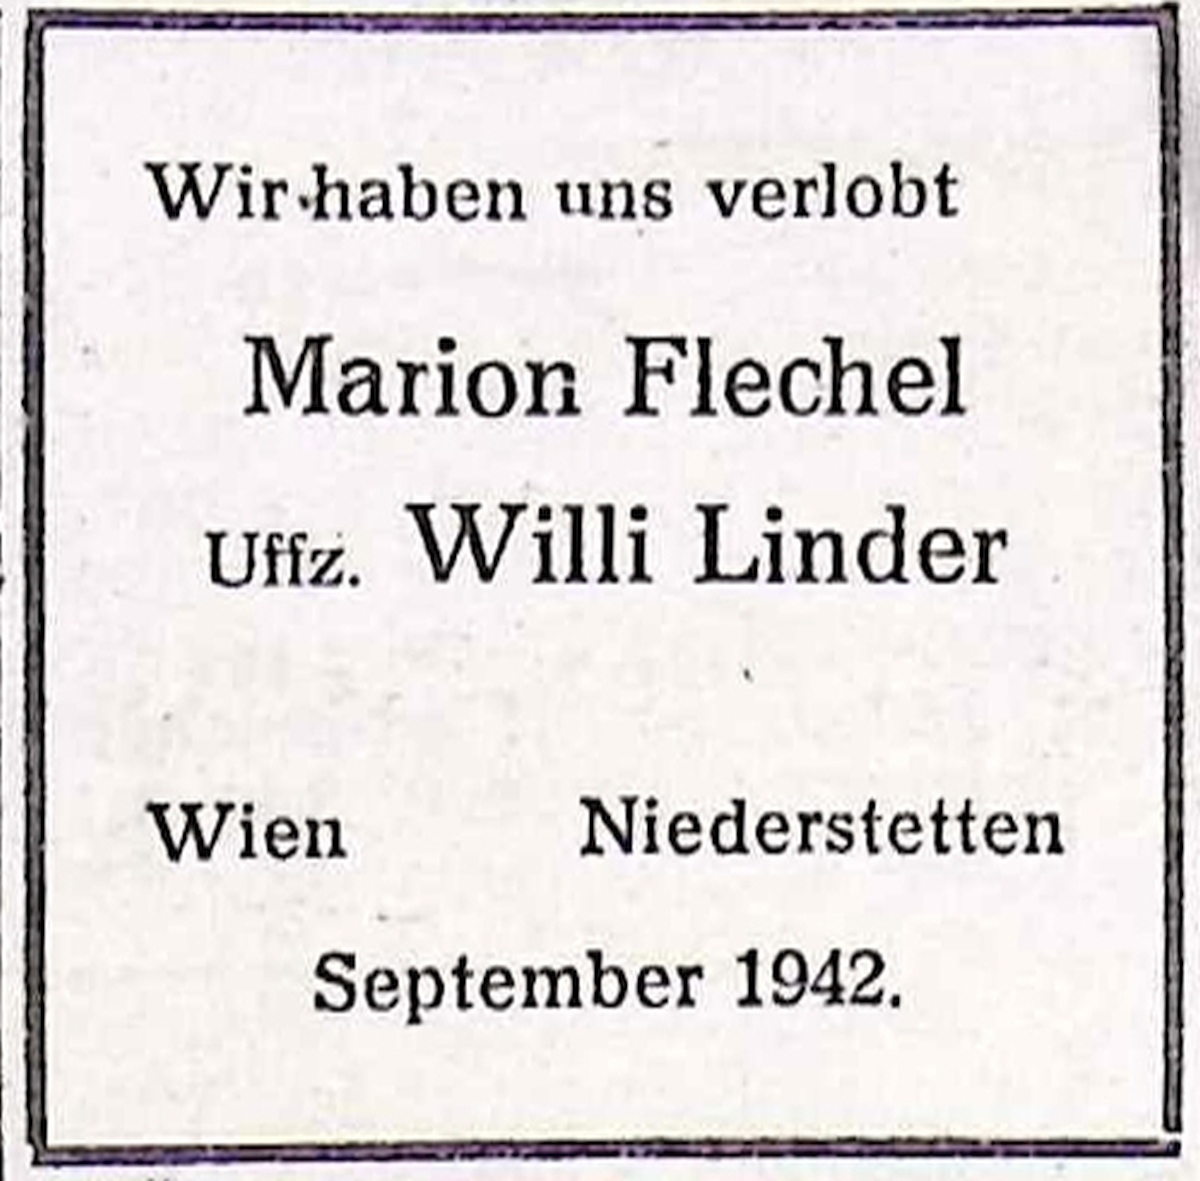 Wir haben uns verlobt
Marion Flechel
Uffz. Willi Linder
Wien Niederstetten
September 1942.